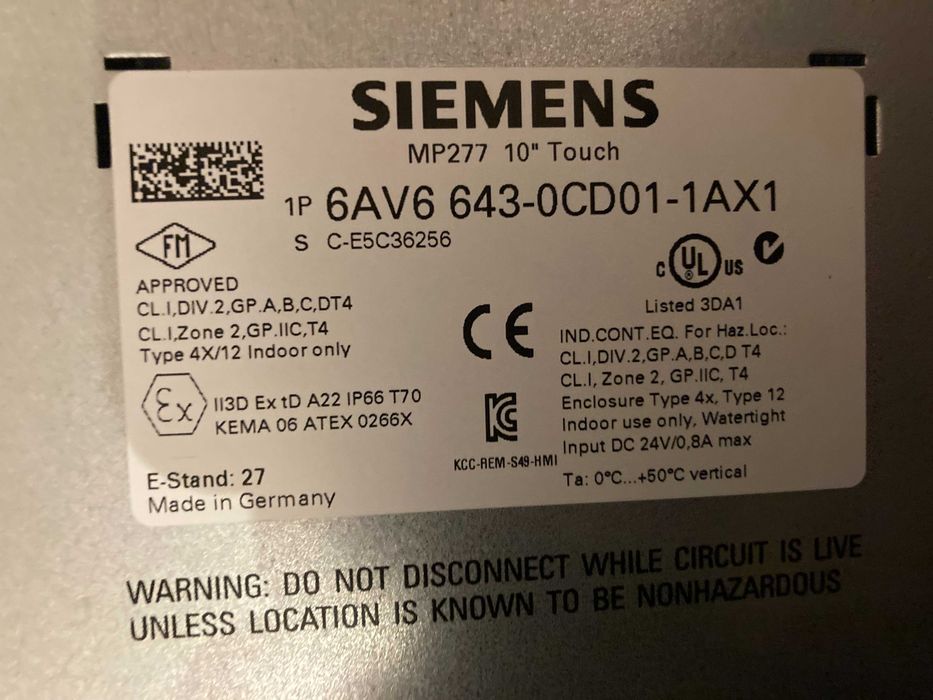 SIEMENS
MP277 10" Touch
1P 6AV6 643-0CD01-1AX1
S C-E5C36256
FM
APPROVED
CL.I,DIV.2,GP.A,B,C,DT4
CL.I,Zone 2,GP.IIC,T4
Type 4X/12 Indoor only
Ex II3D Ex tD A22 IP66 T70
KEMA 06 ATEX 0266X
E-Stand: 27
Made in Germany
CE
KC
KCC-REM-S49-HMI
C UL US
Listed 3DA1
IND.CONT.EQ. For Haz.Loc.:
CL.I,DIV.2,GP.A,B,C,D T4
CL.I, Zone 2, GP.IIC, T4
Enclosure Type 4x, Type 12
Indoor use only, Watertight
Input DC 24V/0,8A max
Ta: 0°C...+50°C vertical
WARNING: DO NOT DISCONNECT WHILE CIRCUIT IS LIVE
UNLESS LOCATION IS KNOWN TO BE NONHAZARDOUS